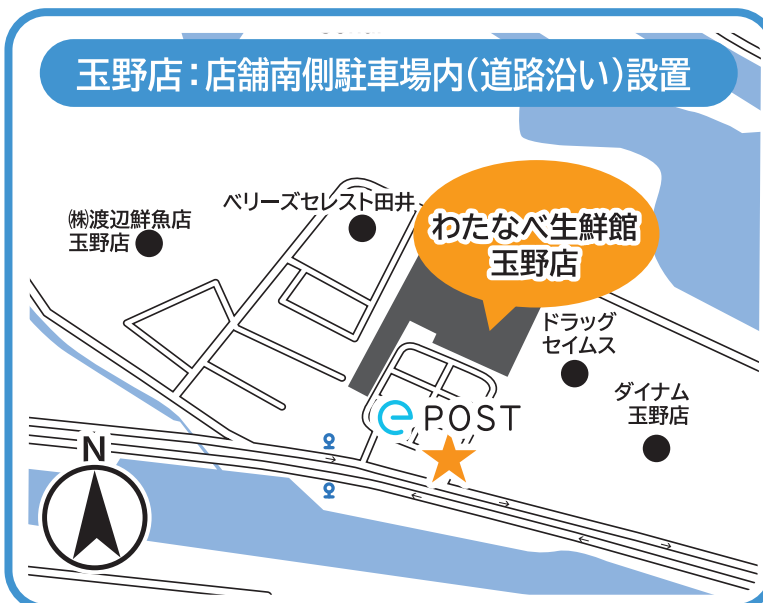 玉野店：店舗南側駐車場内（道路沿い）設置
ベリーズセレスト田井
㈱渡辺鮮魚店
玉野店
わたなべ生鮮館
玉野店
ドラッグ
セイムス
ダイナム
玉野店
e POST
N